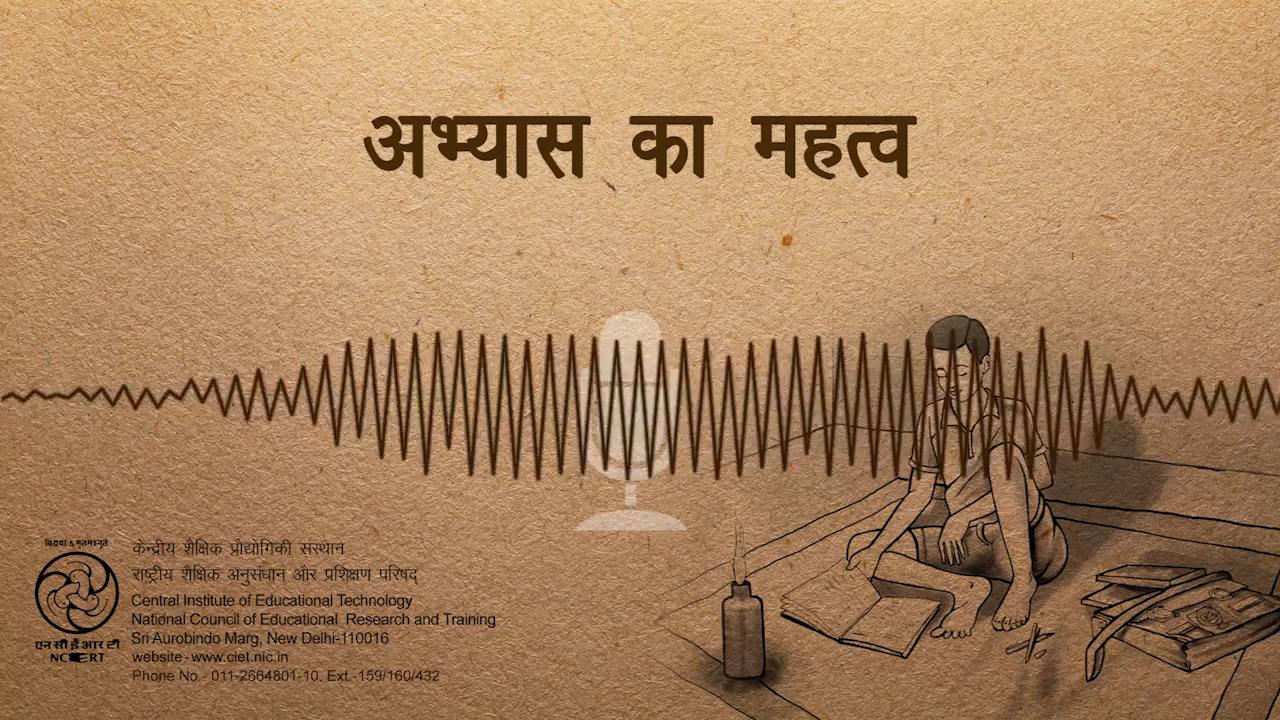 अभ्यास का महत्व
विद्यया ऽ मृतमश्नुते
एन सी ई आर टी
NCERT
केन्द्रीय शैक्षिक प्रौद्योगिकी संस्थान
राष्ट्रीय शैक्षिक अनुसंधान और प्रशिक्षण परिषद्
Central Institute of Educational Technology
National Council of Educational Research and Training
Sri Aurobindo Marg, New Delhi-110016
website - www.ciet.nic.in
Phone No.- 011-2664801-10, Ext.-159/160/432